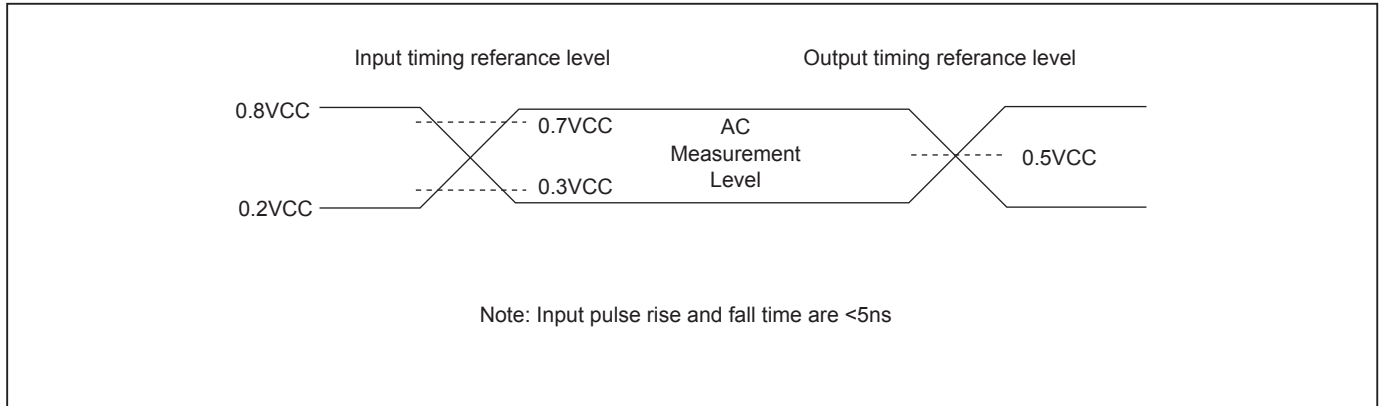 Input timing referance level
Output timing referance level
0.8VCC
0.7VCC
AC
Measurement
Level
0.5VCC
0.3VCC
0.2VCC
Note: Input pulse rise and fall time are <5ns